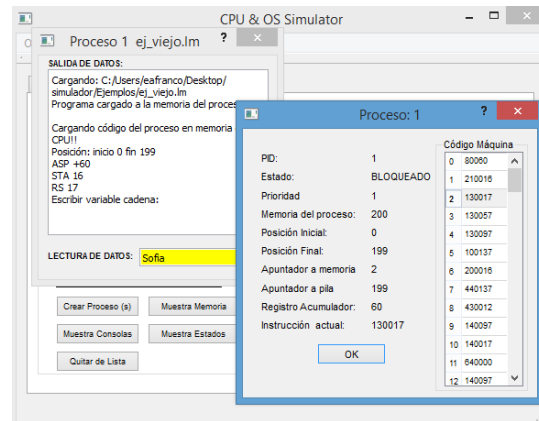 CPU & OS Simulator
Proceso 1 ej_viejo.lm ?
SALIDA DE DATOS:
Cargando: C:/Users/eafranco/Desktop/
simulador/Ejemplos/ej_viejo.lm
Programa cargado a la memoria del
Cargando código del proceso en memoria
CPU!!
Posición: inicio 0 fin 199
ASP +60
STA 16
RS 17
Escribir variable cadena:
LECTURA DE DATOS: Sofia
Crear Proceso (s) Muestra Memoria
Muestra Consolas Muestra Estados
Quitar de Lista
Proceso: 1 ?
PID: 1
Estado: BLOQUEADO
Prioridad 1
Memoria del proceso: 200
Posición Inicial: 0
Posición Final: 199
Apuntador a memoria 2
Apuntador a pila 199
Registro Acumulador: 60
Instrucción actual: 130017
OK
Código Máquina
0 80060
1 210016
2 130017
3 130057
4 130097
5 100137
6 200016
7 440137
8 430012
9 140097
10 140017
11 640000
12 140097